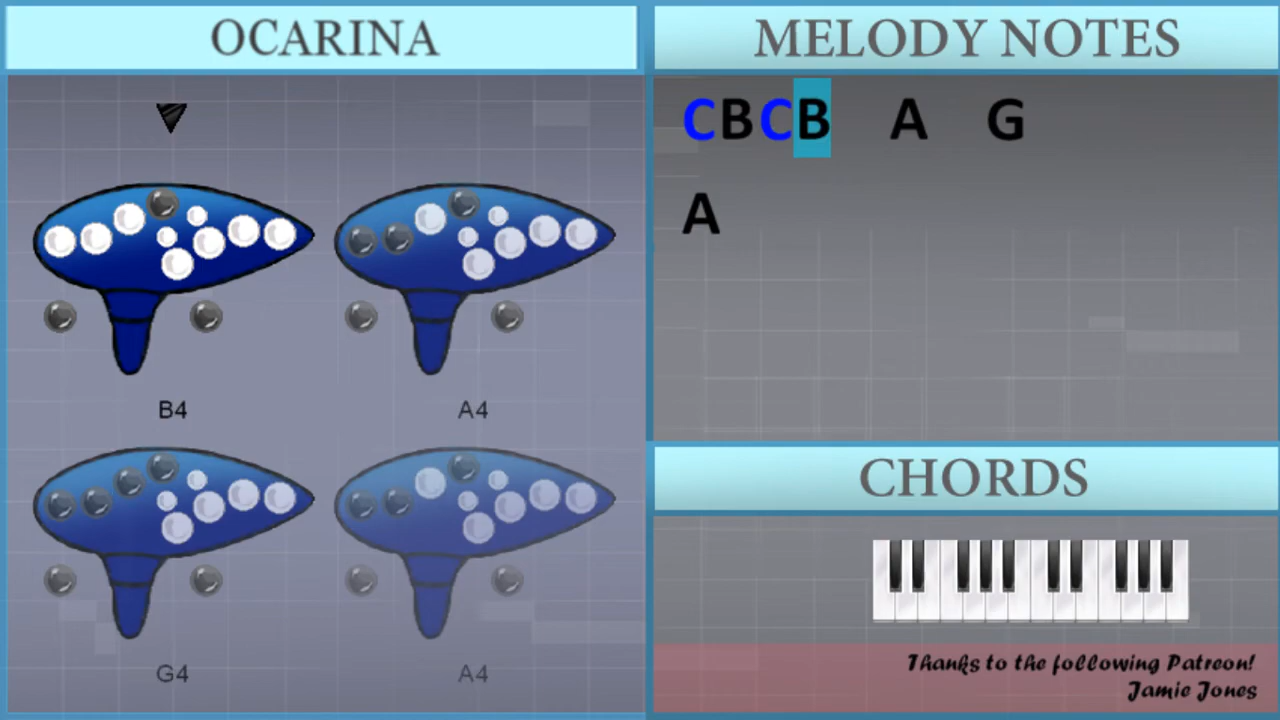 OCARINA
B4 A4
G4 A4
MELODY NOTES
CBCB A G
A
CHORDS
Thanks to the following Patreon!
Jamie Jones